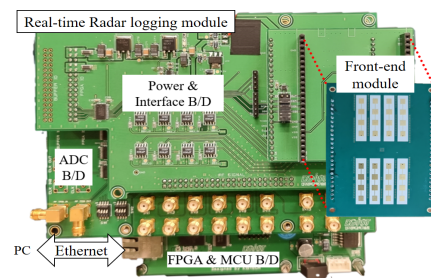 Real-time Radar logging module
Power &
Interface B/D
Front-end
module
ADC
B/D
PC
Ethernet
FPGA & MCU B/D